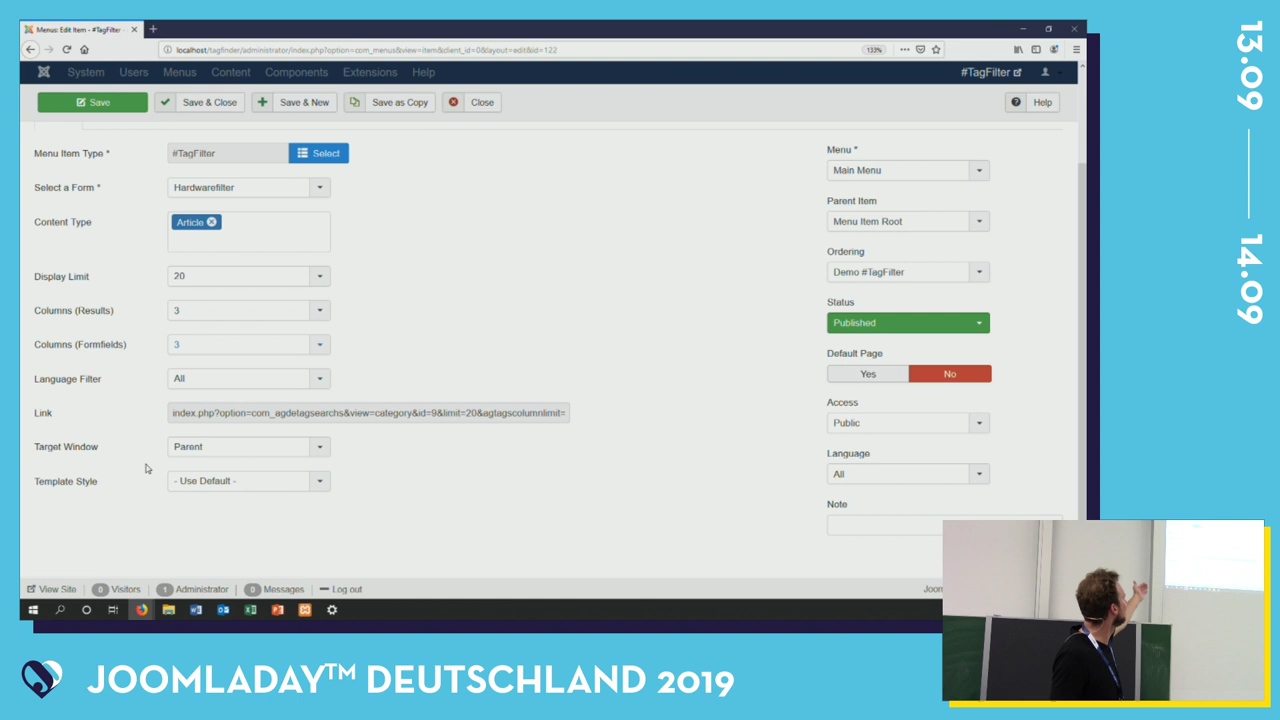 Menus: Edit Item - #TagFilter -
localhost/tagfinder/administrator/index.php?option=com_menus&view=item&client_id=0&layout=edit&id=122
133%
System Users Menus Content Components Extensions Help
#TagFilter
Save
Save & Close
Save & New
Save as Copy
Close
Help
Menu Item Type *
#TagFilter
Select
Select a Form *
Hardwarefilter
Content Type
Article
Display Limit
20
Columns (Results)
3
Columns (Formfields)
3
Language Filter
All
Link
index.php?option=com_agdetagsearchs&view=category&id=9&limit=20&agtagscolumnlimit=
Target Window
Parent
Template Style
- Use Default -
Menu *
Main Menu
Parent Item
Menu Item Root
Ordering
Demo #TagFilter
Status
Published
Default Page
Yes
No
Access
Public
Language
All
Note
View Site
0 Visitors
1 Administrator
0 Messages
Log out
Joom
13.09
14.09
JOOMLADAY™ DEUTSCHLAND 2019